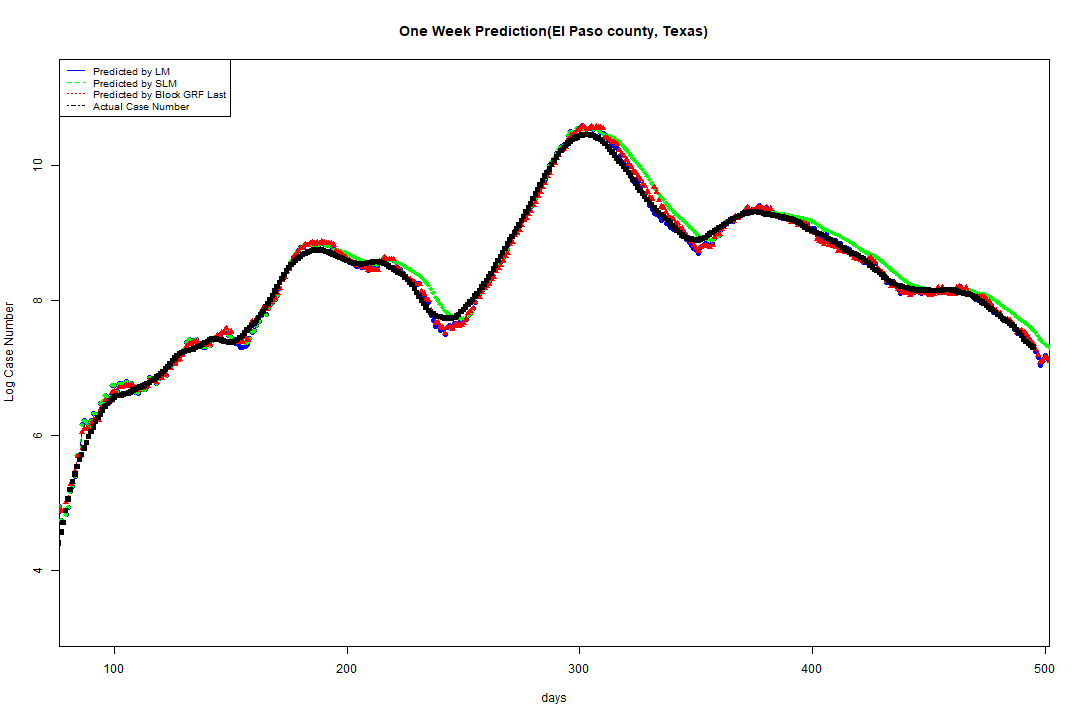 One Week Prediction(El Paso county, Texas)
Predicted by LM
Predicted by SLM
Predicted by Block GRF Last
Actual Case Number
Log Case Number
10
8
6
4
100
200
300
400
500
days